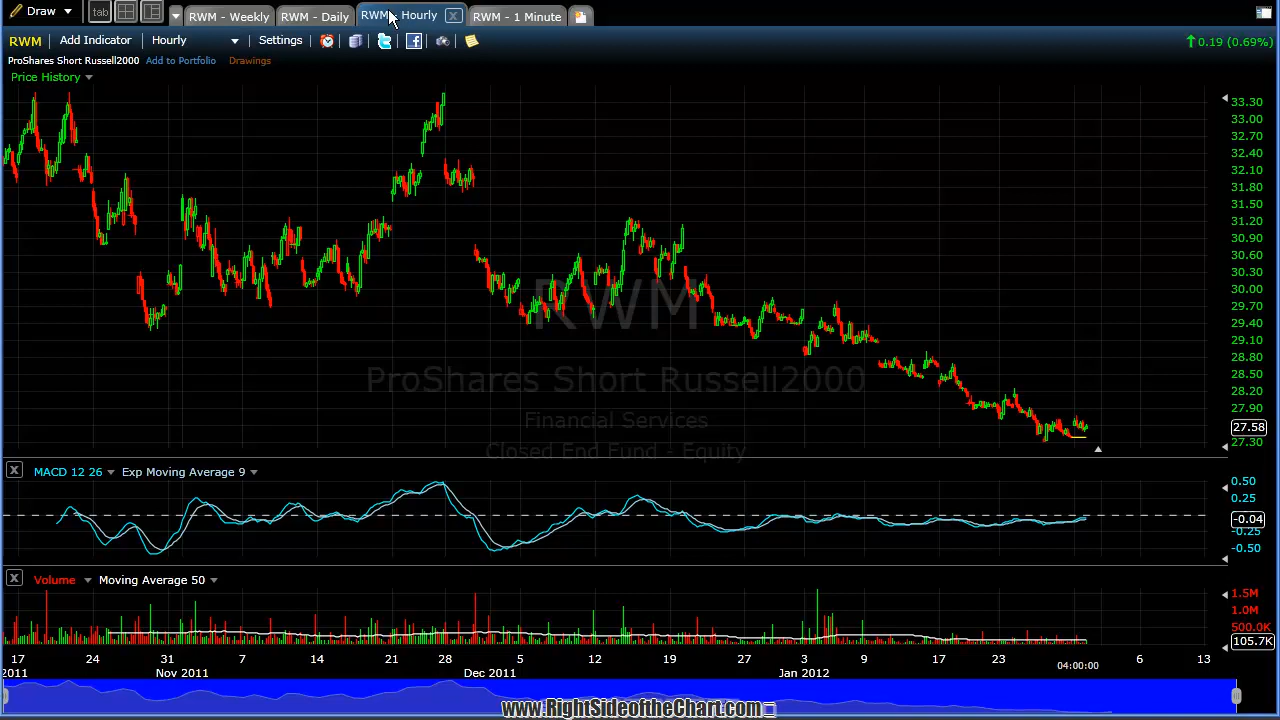 Draw tab RWM - Weekly RWM - Daily RWM - Hourly RWM - 1 Minute
RWM Add Indicator Hourly Settings 0.19 (0.69%)
ProShares Short Russell2000 Add to Portfolio Drawings
Price History
33.30
33.00
32.70
32.40
32.10
31.80
31.50
31.20
30.90
30.60
30.30
30.00
29.70
29.40
29.10
28.80
28.50
28.20
27.90
27.58
27.30
RWM
ProShares Short Russell2000
Financial Services
Closed End Fund - Equity
MACD 12 26 Exp Moving Average 9
0.50
0.25
-0.04
-0.25
-0.50
Volume Moving Average 50
1.5M
1.0M
500.0K
105.7K
17 24 31 7 14 21 28 5 12 19 27 3 9 17 23 04:00:00 6 13
2011 Nov 2011 Dec 2011 Jan 2012
www.RightSideoftheChart.com